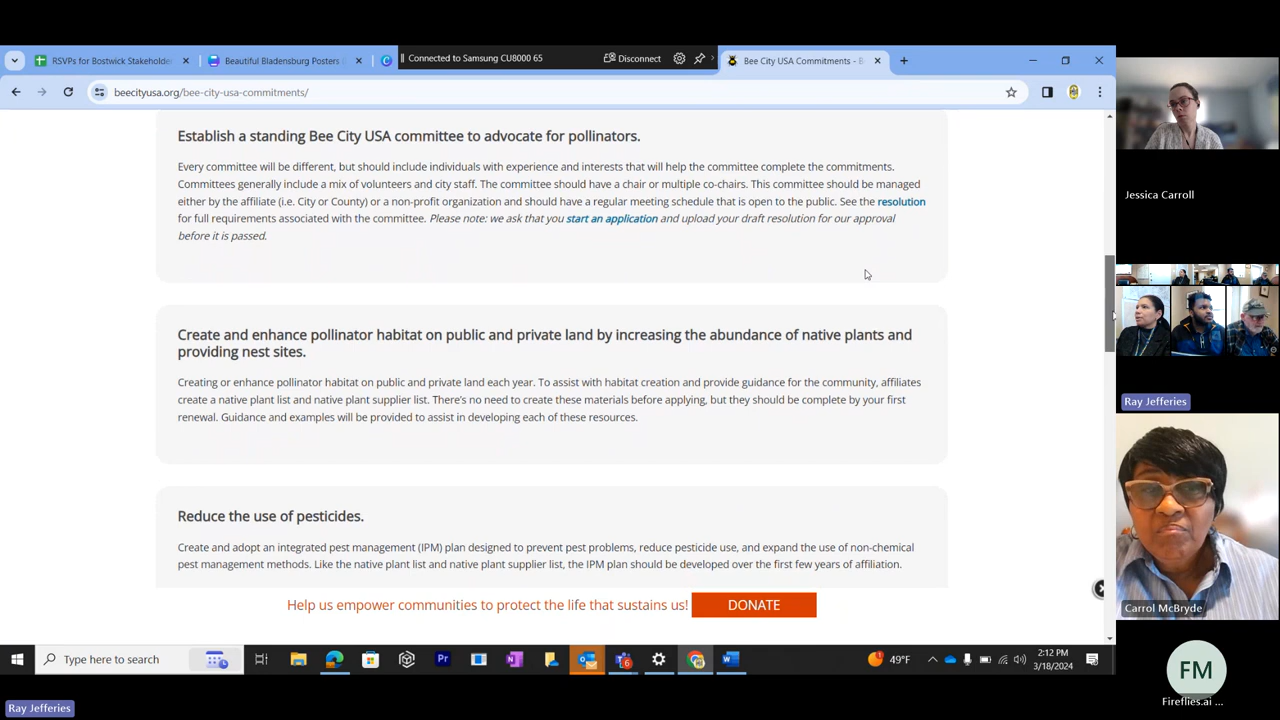 RSVPs for Bostwick Stakeholde
Beautiful Bladensburg Posters
Connected to Samsung CU8000 65
Disconnect
Bee City USA Commitments - B
beecityusa.org/bee-city-usa-commitments/
Establish a standing Bee City USA committee to advocate for pollinators.
Every committee will be different, but should include individuals with experience and interests that will help the committee complete the commitments.
Committees generally include a mix of volunteers and city staff. The committee should have a chair or multiple co-chairs. This committee should be managed
either by the affiliate (i.e. City or County) or a non-profit organization and should have a regular meeting schedule that is open to the public. See the resolution
for full requirements associated with the committee. Please note: we ask that you start an application and upload your draft resolution for our approval
before it is passed.
Create and enhance pollinator habitat on public and private land by increasing the abundance of native plants and
providing nest sites.
Creating or enhance pollinator habitat on public and private land each year. To assist with habitat creation and provide guidance for the community, affiliates
create a native plant list and native plant supplier list. There's no need to create these materials before applying, but they should be complete by your first
renewal. Guidance and examples will be provided to assist in developing each of these resources.
Reduce the use of pesticides.
Create and adopt an integrated pest management (IPM) plan designed to prevent pest problems, reduce pesticide use, and expand the use of non-chemical
pest management methods. Like the native plant list and native plant supplier list, the IPM plan should be developed over the first few years of affiliation.
Help us empower communities to protect the life that sustains us!
DONATE
Type here to search
Pr
49°F
2:12 PM
3/18/2024
Ray Jefferies
Jessica Carroll
Ray Jefferies
Carrol McBryde
FM
Fireflies.ai ...